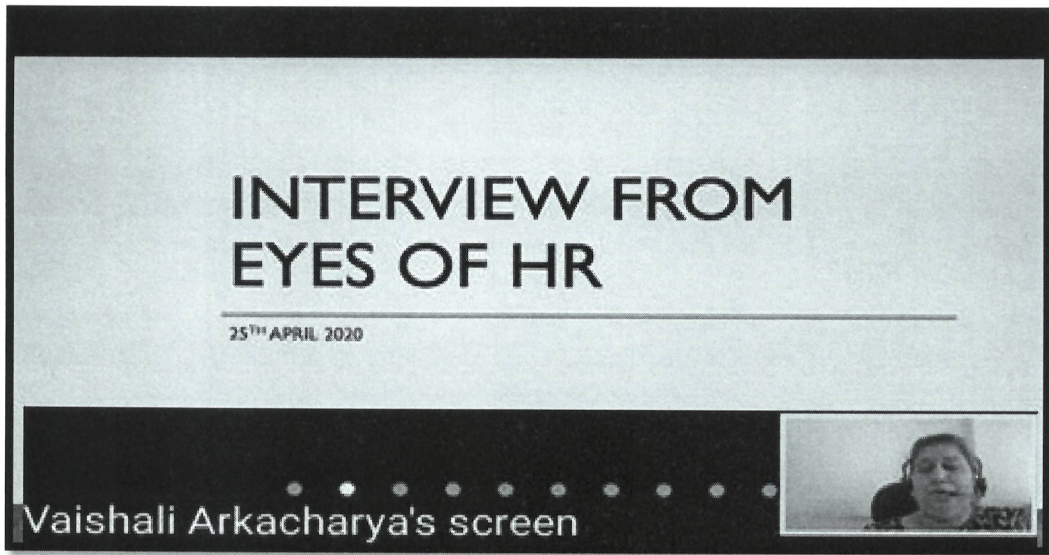 INTERVIEW FROM
EYES OF HR
25TH APRIL 2020
Vaishali Arkacharya's screen